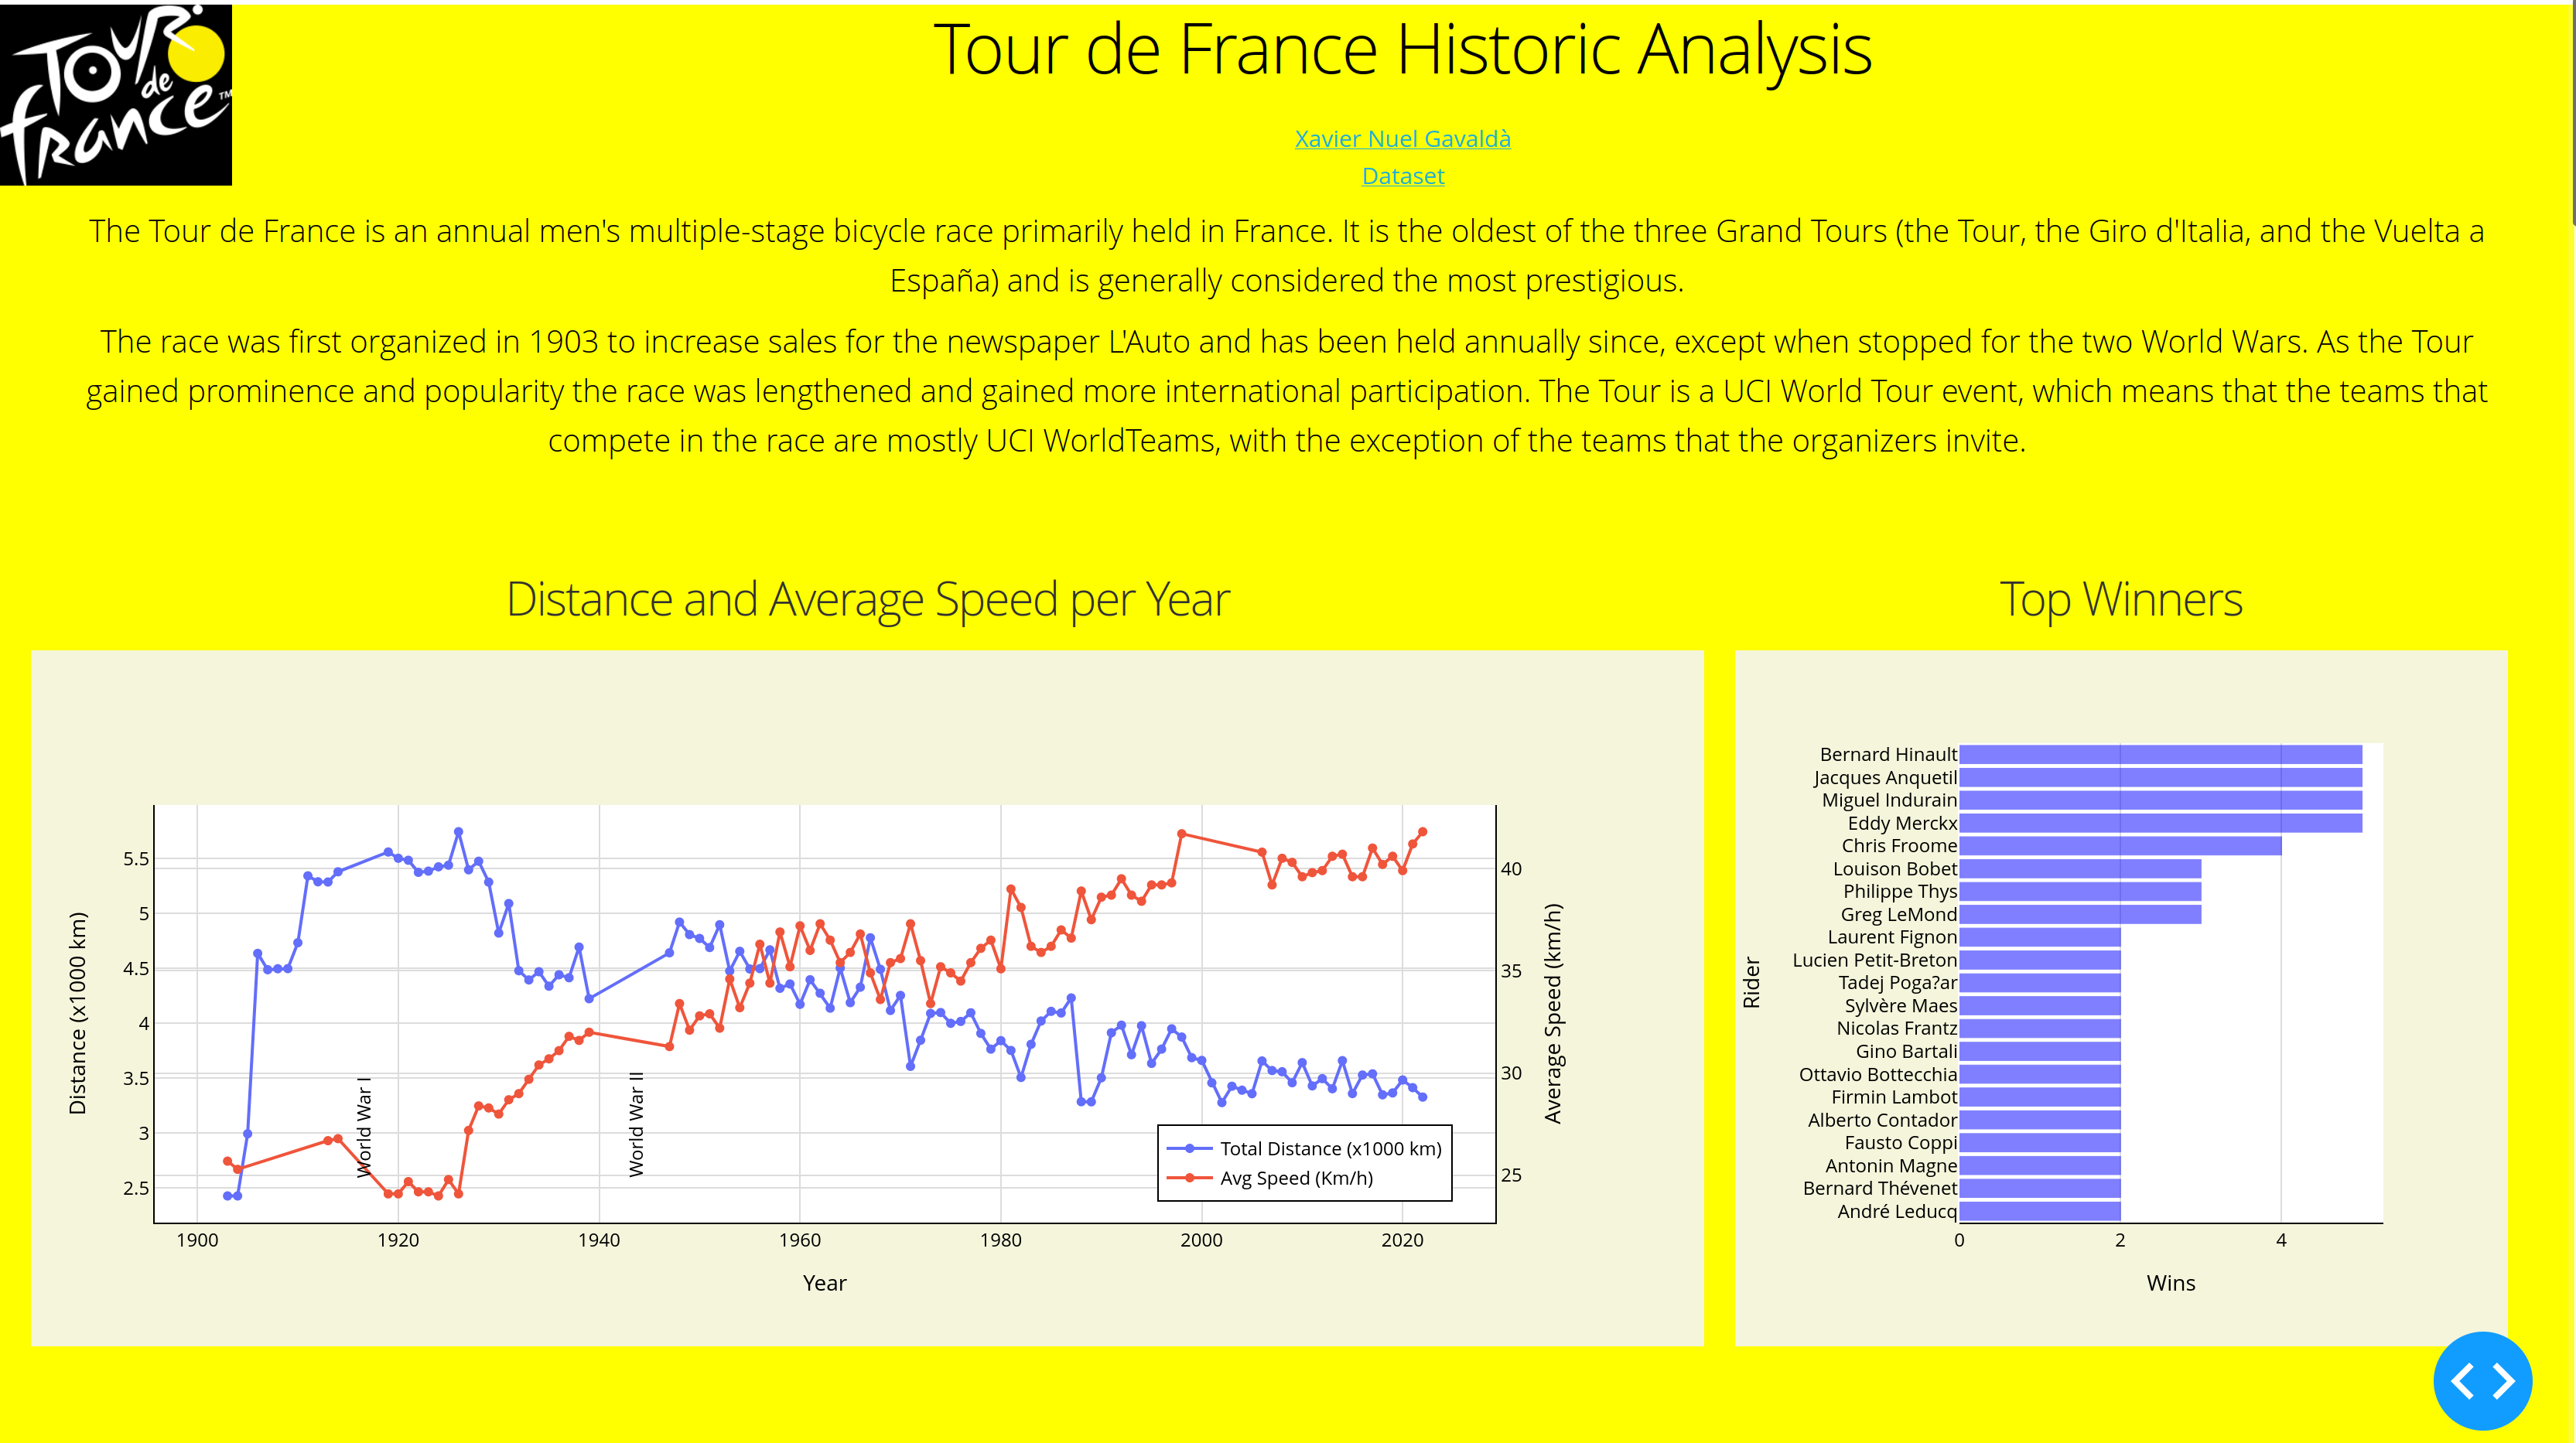 TOUR
de
france™
Tour de France Historic Analysis
Xavier Nuel Gavaldà
Dataset
The Tour de France is an annual men's multiple-stage bicycle race primarily held in France. It is the oldest of the three Grand Tours (the Tour, the Giro d'Italia, and the Vuelta a
España) and is generally considered the most prestigious.
The race was first organized in 1903 to increase sales for the newspaper L'Auto and has been held annually since, except when stopped for the two World Wars. As the Tour
gained prominence and popularity the race was lengthened and gained more international participation. The Tour is a UCI World Tour event, which means that the teams that
compete in the race are mostly UCI WorldTeams, with the exception of the teams that the organizers invite.
Distance and Average Speed per Year
Distance (x1000 km)
5.5
5
4.5
4
3.5
3
2.5
World War I
World War II
40
35
30
25
Average Speed (km/h)
Total Distance (x1000 km)
Avg Speed (Km/h)
1900 1920 1940 1960 1980 2000 2020
Year
Top Winners
Rider
Bernard Hinault
Jacques Anquetil
Miguel Indurain
Eddy Merckx
Chris Froome
Louison Bobet
Philippe Thys
Greg LeMond
Laurent Fignon
Lucien Petit-Breton
Tadej Poga?ar
Sylvère Maes
Nicolas Frantz
Gino Bartali
Ottavio Bottecchia
Firmin Lambot
Alberto Contador
Fausto Coppi
Antonin Magne
Bernard Thévenet
André Leducq
0 2 4
Wins